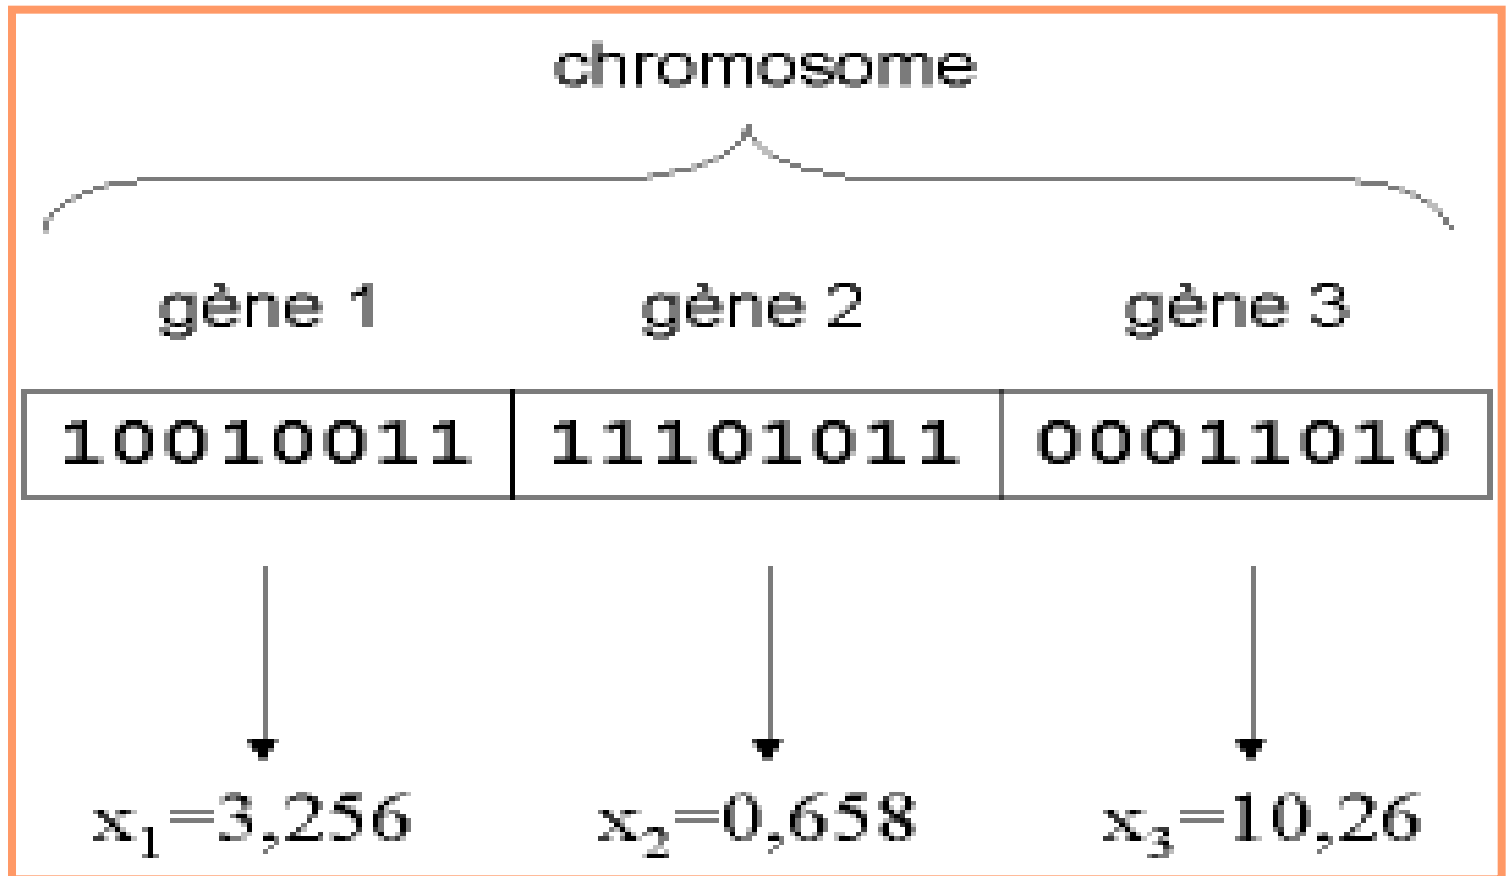 chromosome
gène 1 gène 2 gène 3
10010011 11101011 00011010
x₁=3,256 x₂=0,658 x₃=10,26